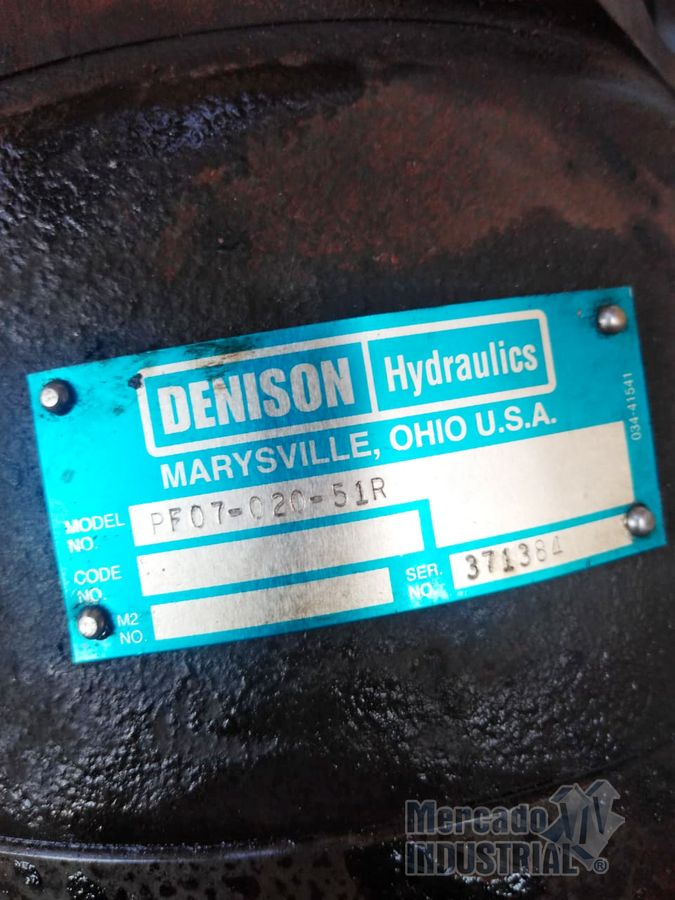 DENISON Hydraulics
MARYSVILLE, OHIO U.S.A.
MODEL NO. PF07-020-51R
CODE NO.
M2 NO.
SER. NO. 371384
034-41541
Mercado
INDUSTRIAL®